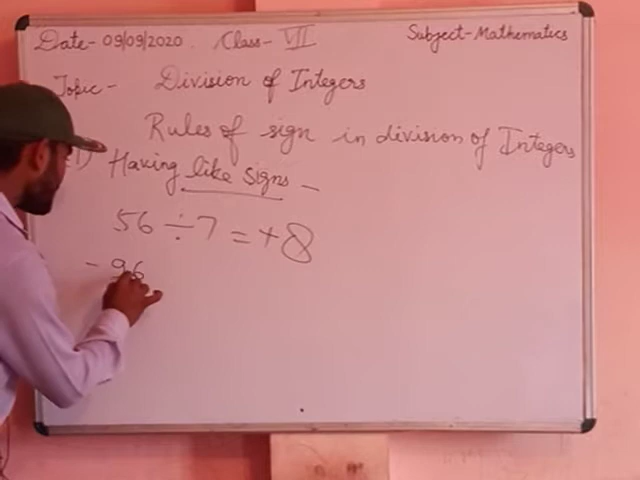 Date- 09/09/2020. Class- VII Subject-Mathematics
Topic- Division of Integers
Rules of sign in division of Integers
1) Having like signs -
56 ÷ 7 = +8
- 96